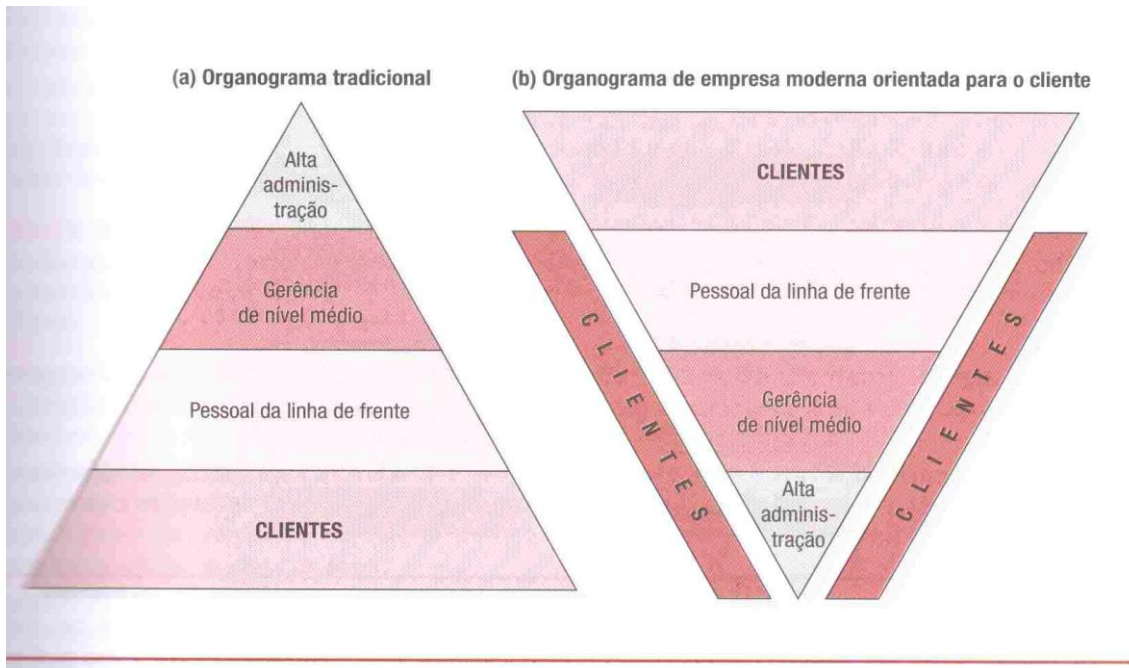 (a) Organograma tradicional
Alta
adminis-
tração
Gerência
de nível médio
Pessoal da linha de frente
CLIENTES
(b) Organograma de empresa moderna orientada para o cliente
CLIENTES
Pessoal da linha de frente
Gerência
de nível médio
Alta
adminis-
tração
CLIENTES
CLIENTES